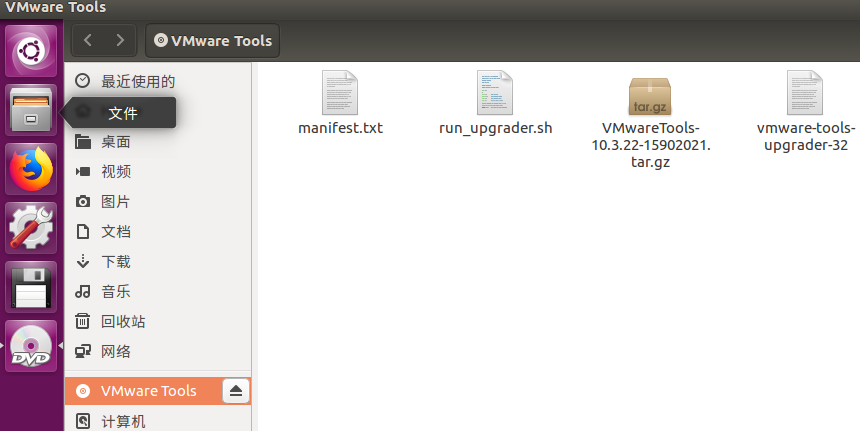 VMware Tools
VMware Tools
最近使用的
文件
桌面
视频
图片
文档
下载
音乐
回收站
网络
VMware Tools
计算机
manifest.txt
run_upgrader.sh
tar.gz
VMwareTools-
10.3.22-15902021.
tar.gz
vmware-tools-
upgrader-32
DVD